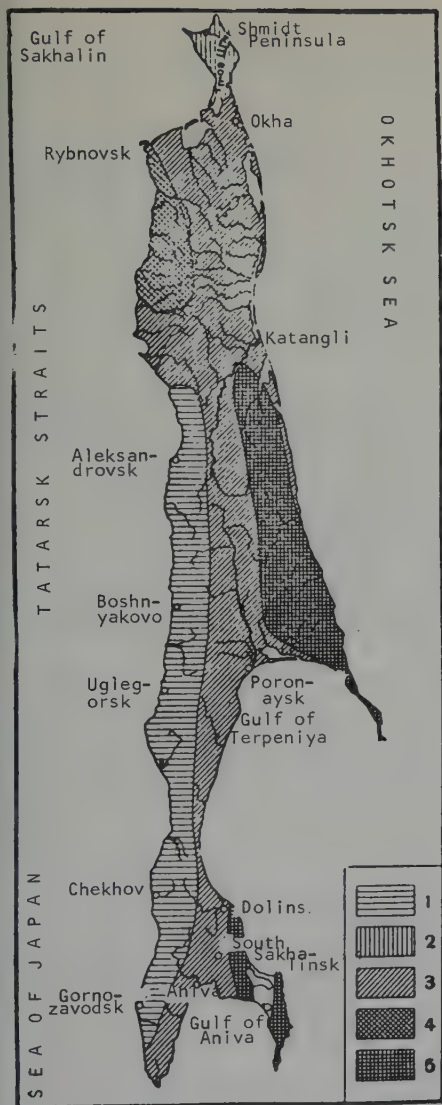 Gulf of
Sakhalin
Shmidt
Peninsula
Okha
Rybnovsk
OKHOTSK SEA
Katangli
TATARSK STRAITS
Aleksan-
drovsk
Boshn-
yakovo
Ugleg-
orsk
Poron-
aysk
Gulf of
Terpeniya
SEA OF JAPAN
Chekhov
Dolins.
South
Sakha-
linsk
Aniva
Gorno-
zavodsk
Gulf of
Aniva
1
2
3
4
5